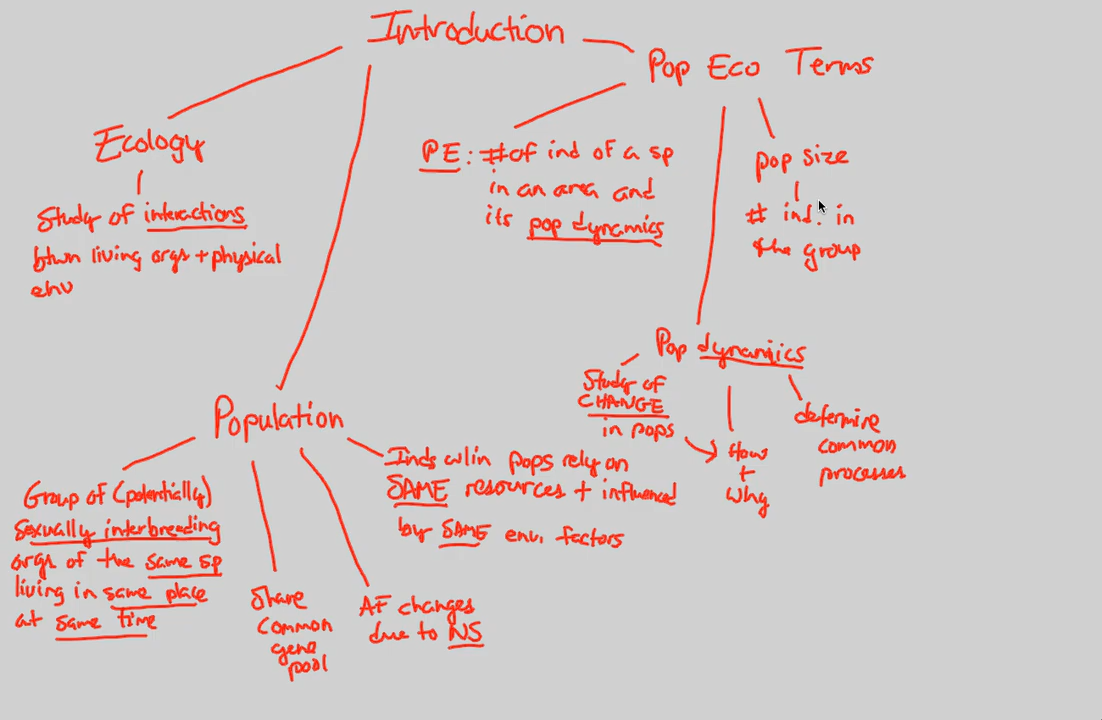 Introduction
Ecology
Study of interactions
btwn living orgs + physical
env
Pop Eco Terms
PE: # of ind of a sp
in an area and
its pop dynamics
pop size
# ind. in
the group
Pop dynamics
Study of
CHANGE
in pops
How
+
Why
determine
common
processes
Population
Group of (potentially)
sexually interbreeding
orgs of the same sp
living in same place
at same time
Share
common
gene
pool
AF changes
due to NS
Inds w/in pops rely on
SAME resources + influenced
by SAME env. factors